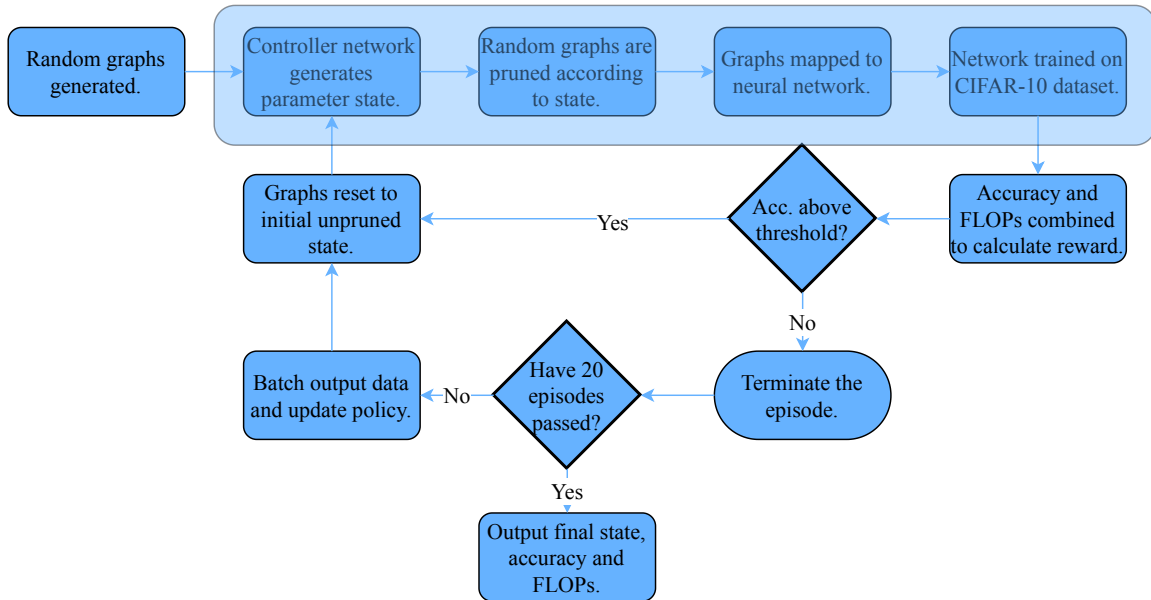 Random graphs
generated.
Controller network
generates
parameter state.
Random graphs are
pruned according
to state.
Graphs mapped to
neural network.
Network trained on
CIFAR-10 dataset.
Graphs reset to
initial unpruned
state.
Yes
Acc. above
threshold?
Accuracy and
FLOPs combined
to calculate reward.
No
Batch output data
and update policy.
No
Have 20
episodes
passed?
Terminate the
episode.
Yes
Output final state,
accuracy and
FLOPs.